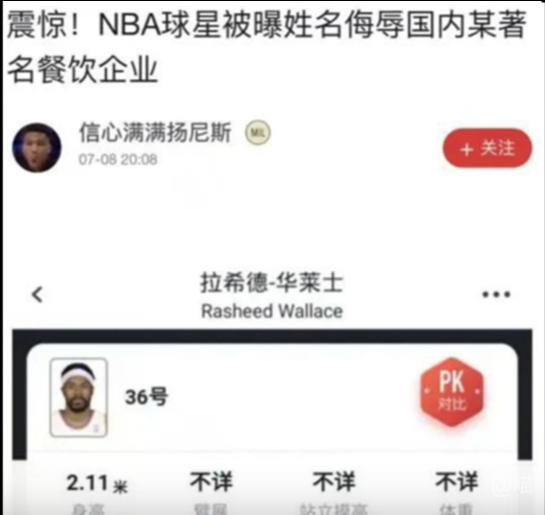 震惊！NBA球星被曝姓名侮辱国内某著
名餐饮企业
信心满满扬尼斯 MIL
07-08 20:08
+ 关注
拉希德-华莱士
Rasheed Wallace
36号
PK
对比
2.11 米 不详 不详 不详
身高 臂展 站立摸高 体重